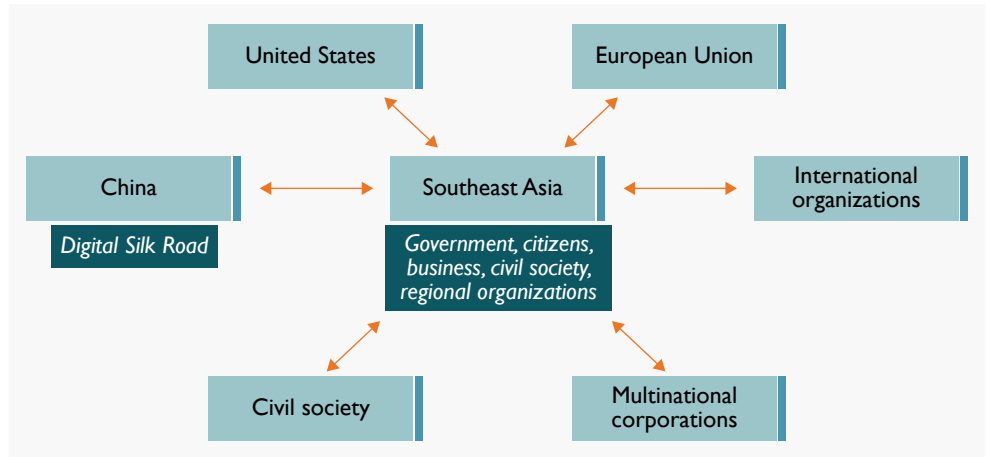 United States
European Union
China
Southeast Asia
International
organizations
Digital Silk Road
Government, citizens,
business, civil society,
regional organizations
Civil society
Multinational
corporations